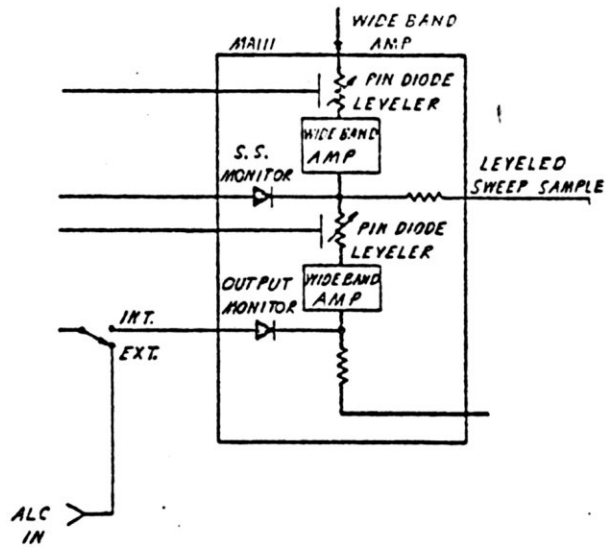 WIDE BAND
AMP
MA111
PIN DIODE
LEVELER
WIDE BAND
AMP
S.S.
MONITOR
LEVELED
SWEEP SAMPLE
PIN DIODE
LEVELER
WIDE BAND
AMP
OUTPUT
MONITOR
INT.
EXT.
ALC
IN